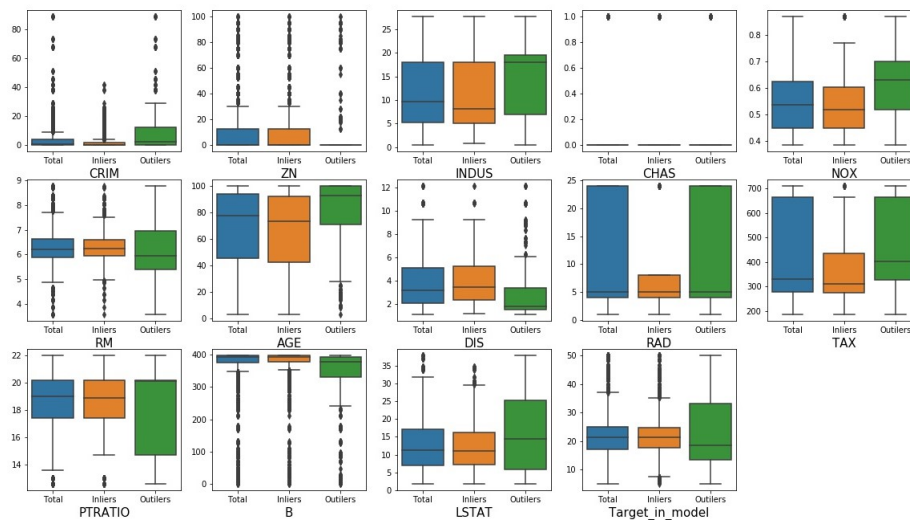 80
60
40
20
0
Total Inliers Outilers
CRIM
100
80
60
40
20
0
Total Inliers Outilers
ZN
25
20
15
10
5
0
Total Inliers Outilers
INDUS
1.0
0.8
0.6
0.4
0.2
0.0
Total Inliers Outilers
CHAS
0.8
0.7
0.6
0.5
0.4
Total Inliers Outilers
NOX
9
8
7
6
5
4
Total Inliers Outilers
RM
100
80
60
40
20
0
Total Inliers Outilers
AGE
12
10
8
6
4
2
Total Inliers Outilers
DIS
25
20
15
10
5
0
Total Inliers Outilers
RAD
700
600
500
400
300
200
Total Inliers Outilers
TAX
22
20
18
16
14
Total Inliers Outilers
PTRATIO
400
300
200
100
0
Total Inliers Outilers
B
35
30
25
20
15
10
5
0
Total Inliers Outilers
LSTAT
50
40
30
20
10
Total Inliers Outilers
Target_in_model